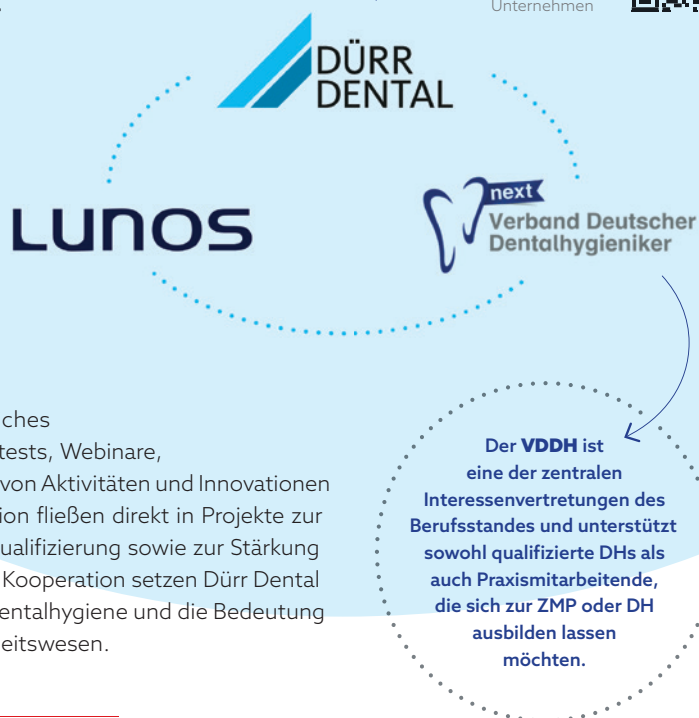 Unternehmen
DÜRR
DENTAL
LUNOS
next
Verband Deutscher
Dentalhygieniker
ches
tests, Webinare,
von Aktivitäten und Innovationen
ion fließen direkt in Projekte zur
ualifizierung sowie zur Stärkung
Kooperation setzen Dürr Dental
entalhygiene und die Bedeutung
eitswesen.
Der VDDH ist
eine der zentralen
Interessenvertretungen des
Berufsstandes und unterstützt
sowohl qualifizierte DHs als
auch Praxismitarbeitende,
die sich zur ZMP oder DH
ausbilden lassen
möchten.